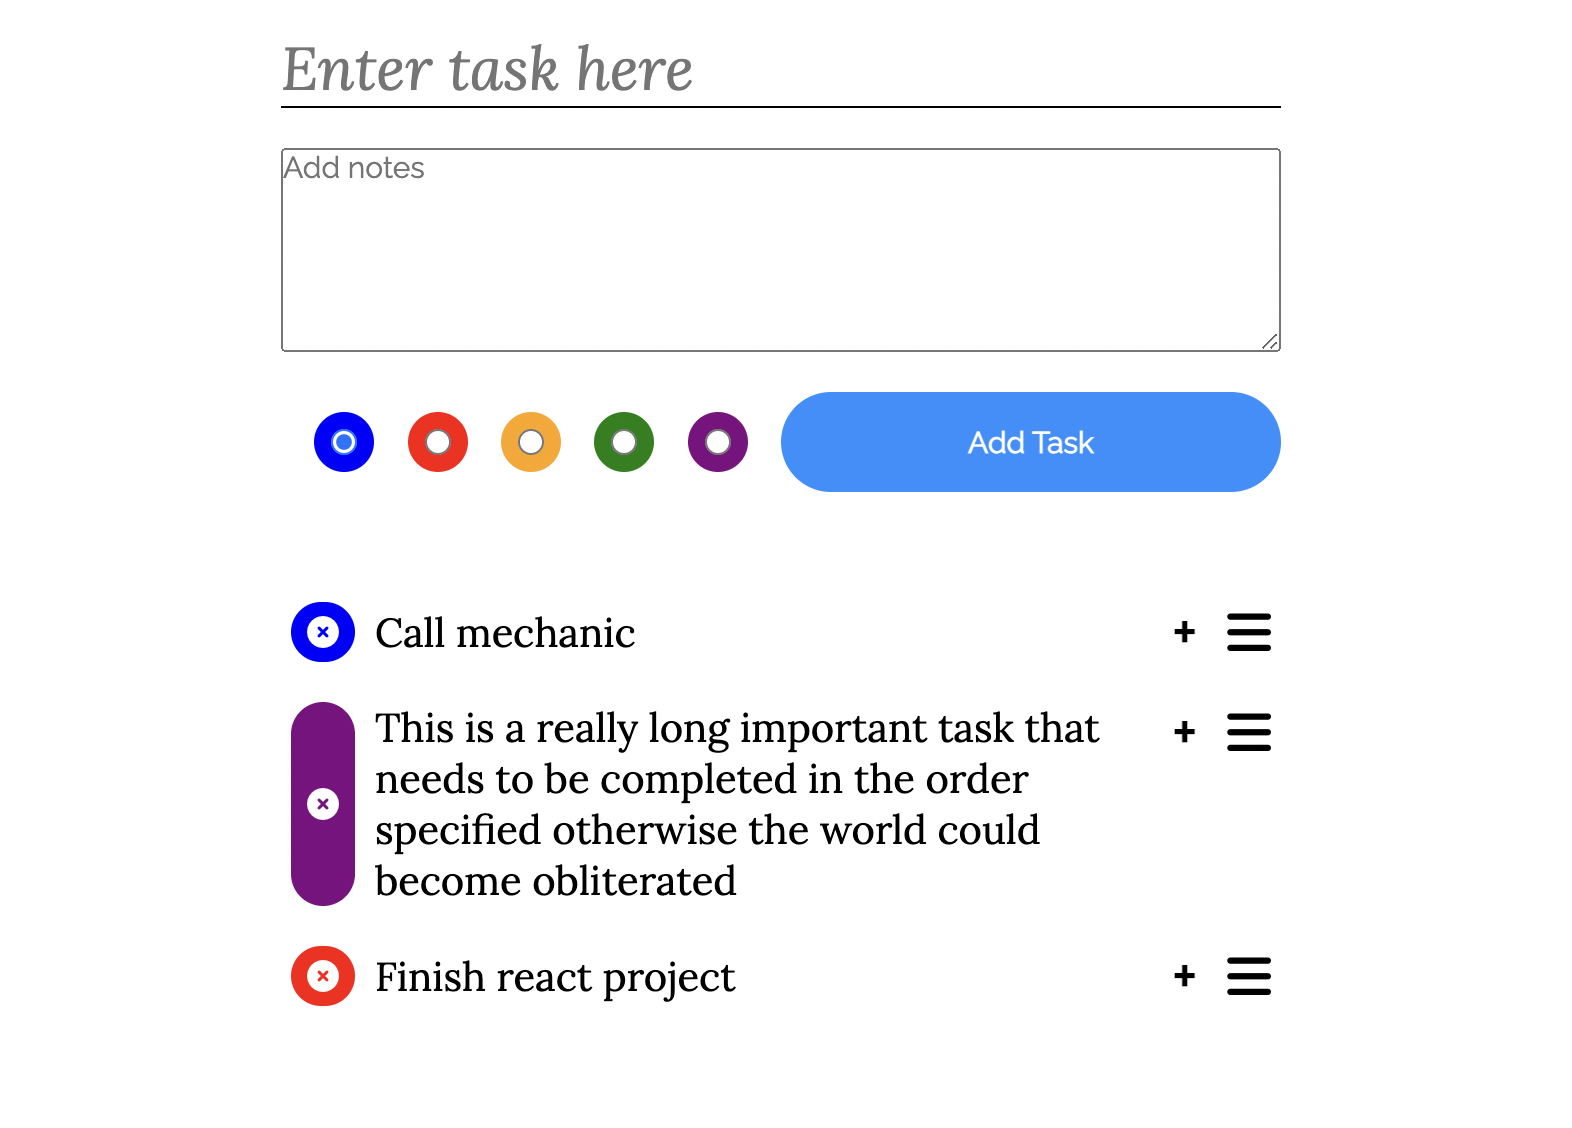 Enter task here
Add notes
Add Task
Call mechanic
This is a really long important task that
needs to be completed in the order
specified otherwise the world could
become obliterated
Finish react project